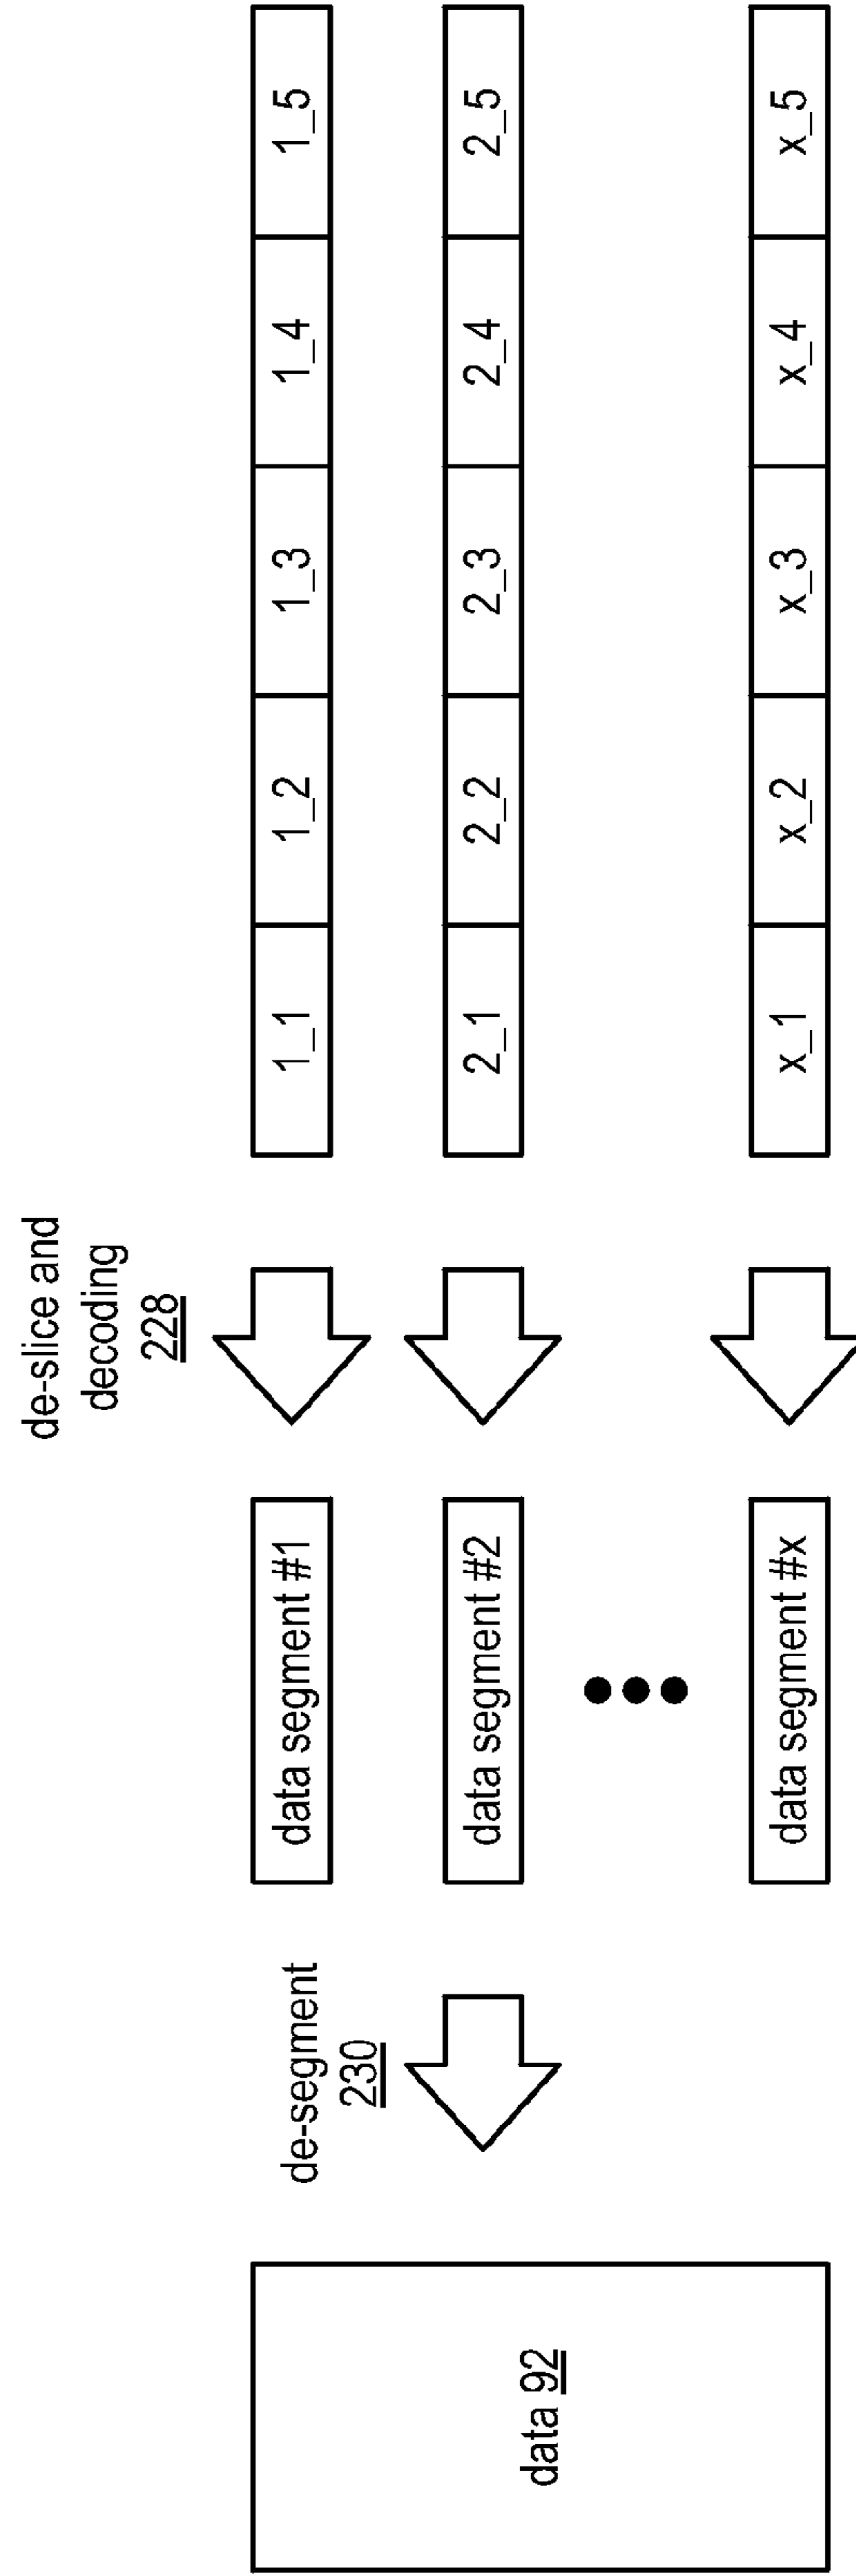 de-slice and
decoding
228
de-segment
230
data 92
data segment #1
1_1
1_2
1_3
1_4
1_5
data segment #2
2_1
2_2
2_3
2_4
2_5
data segment #x
x_1
x_2
x_3
x_4
x_5